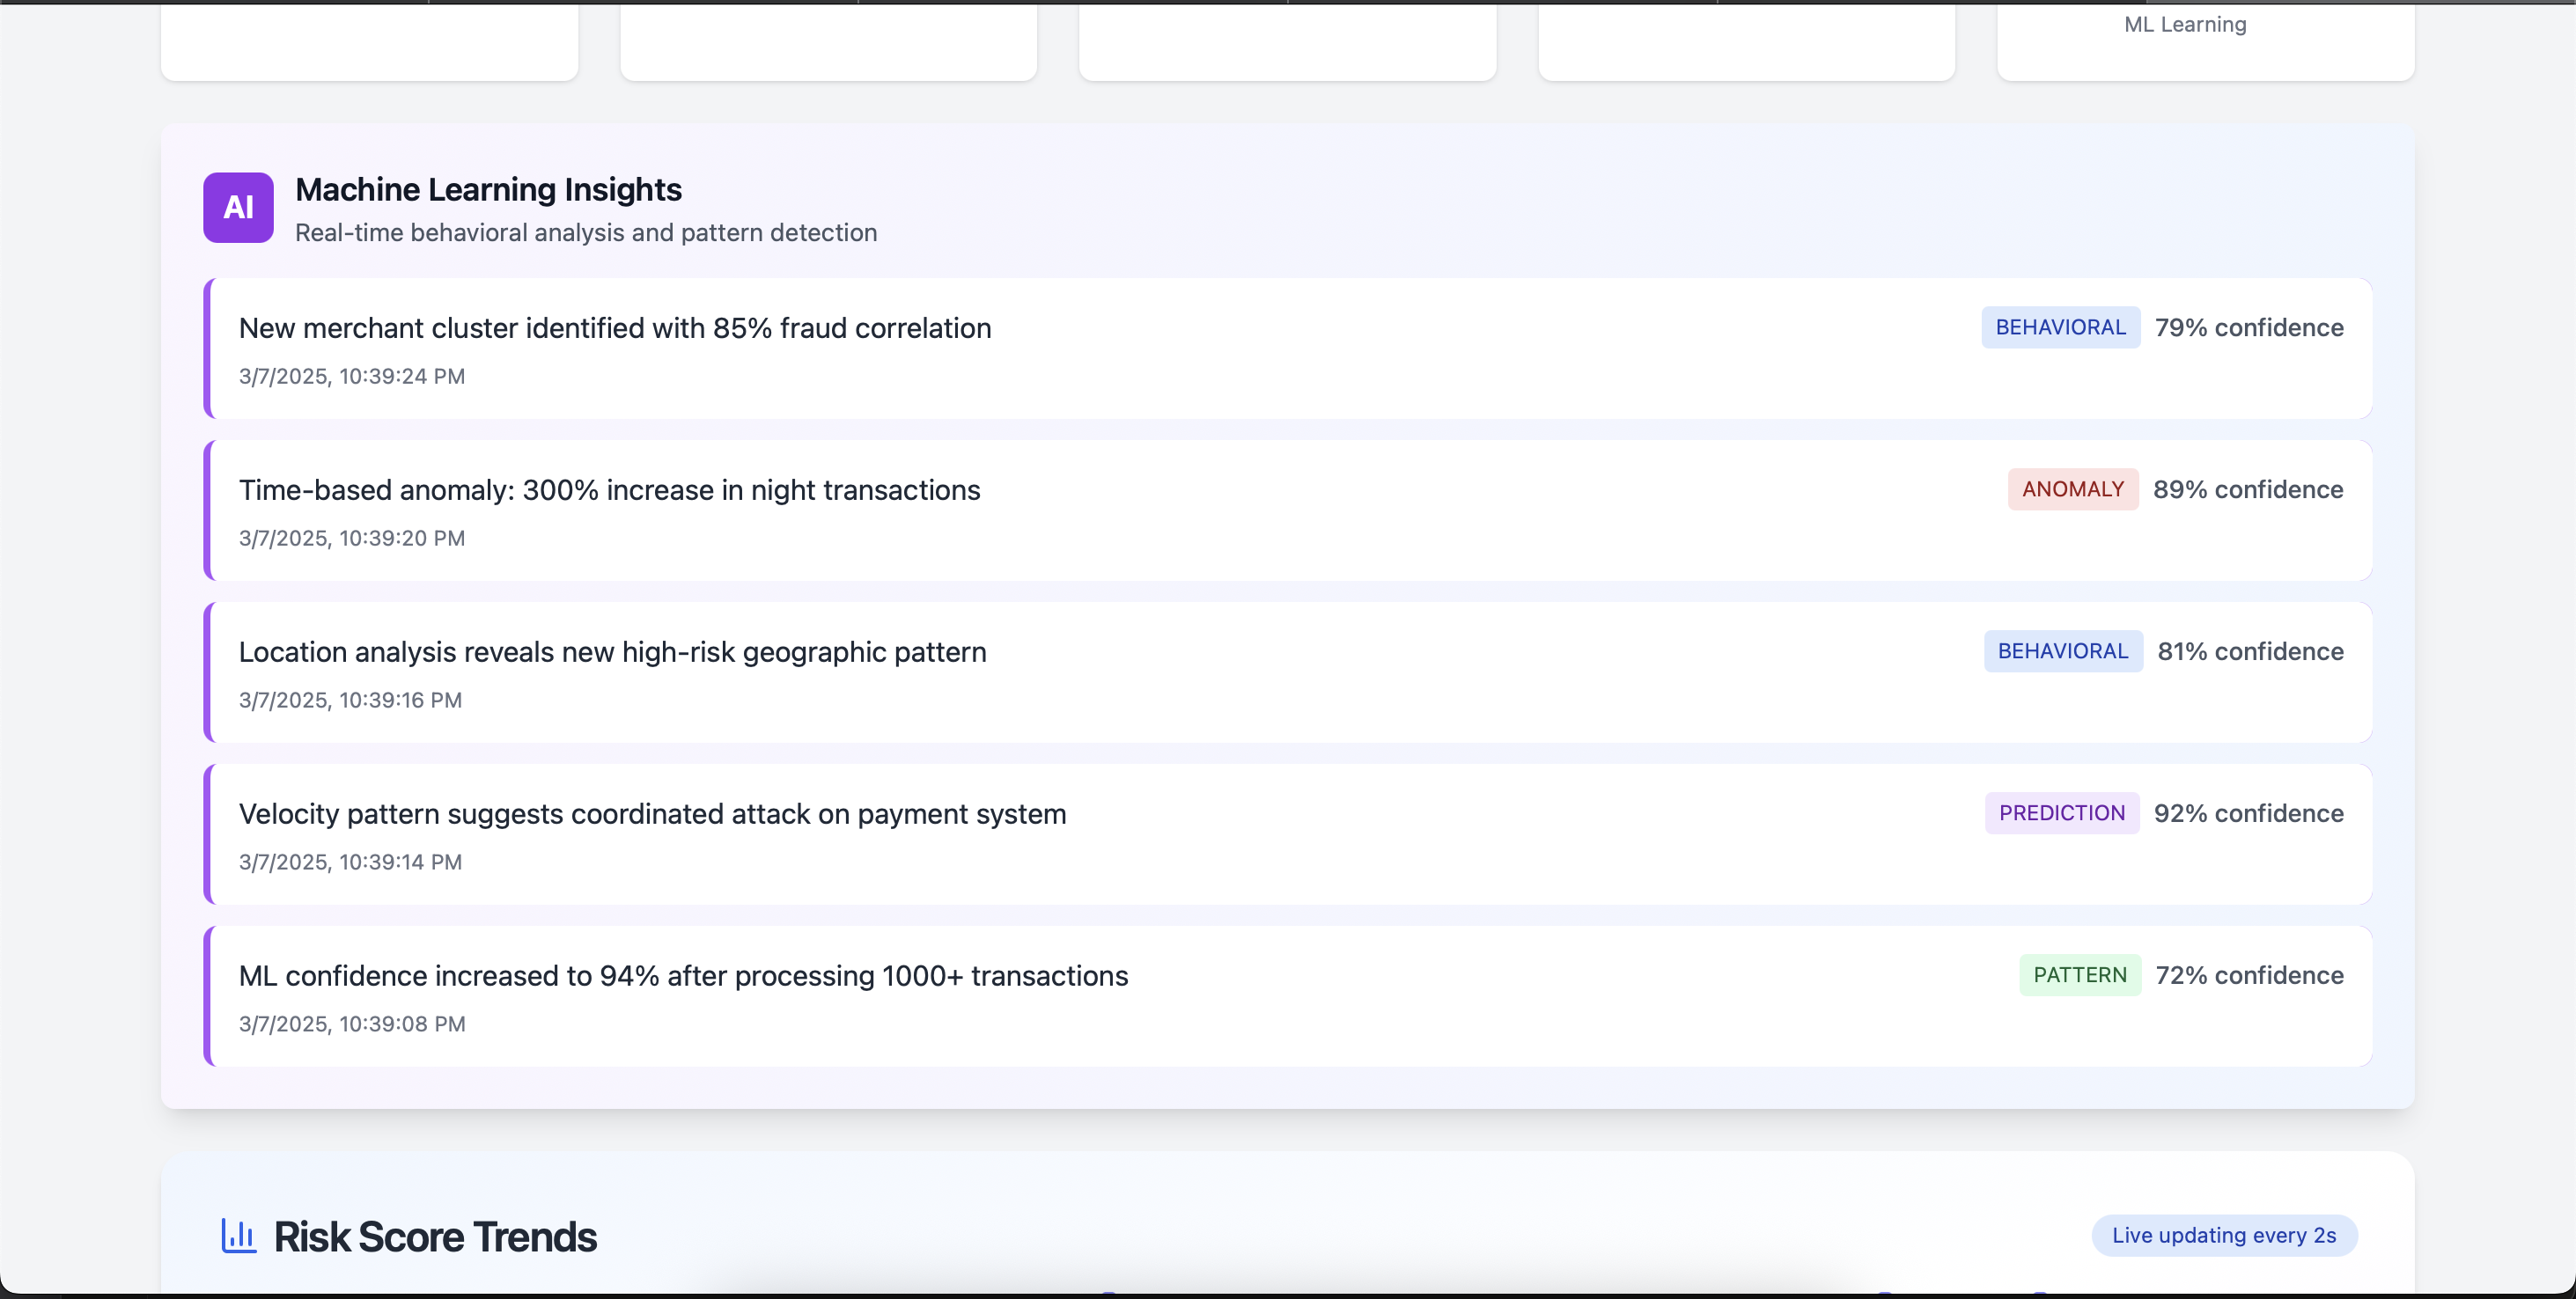 ML Learning
AI
Machine Learning Insights
Real-time behavioral analysis and pattern detection
New merchant cluster identified with 85% fraud correlation
BEHAVIORAL 79% confidence
3/7/2025, 10:39:24 PM
Time-based anomaly: 300% increase in night transactions
ANOMALY 89% confidence
3/7/2025, 10:39:20 PM
Location analysis reveals new high-risk geographic pattern
BEHAVIORAL 81% confidence
3/7/2025, 10:39:16 PM
Velocity pattern suggests coordinated attack on payment system
PREDICTION 92% confidence
3/7/2025, 10:39:14 PM
ML confidence increased to 94% after processing 1000+ transactions
PATTERN 72% confidence
3/7/2025, 10:39:08 PM
Risk Score Trends
Live updating every 2s